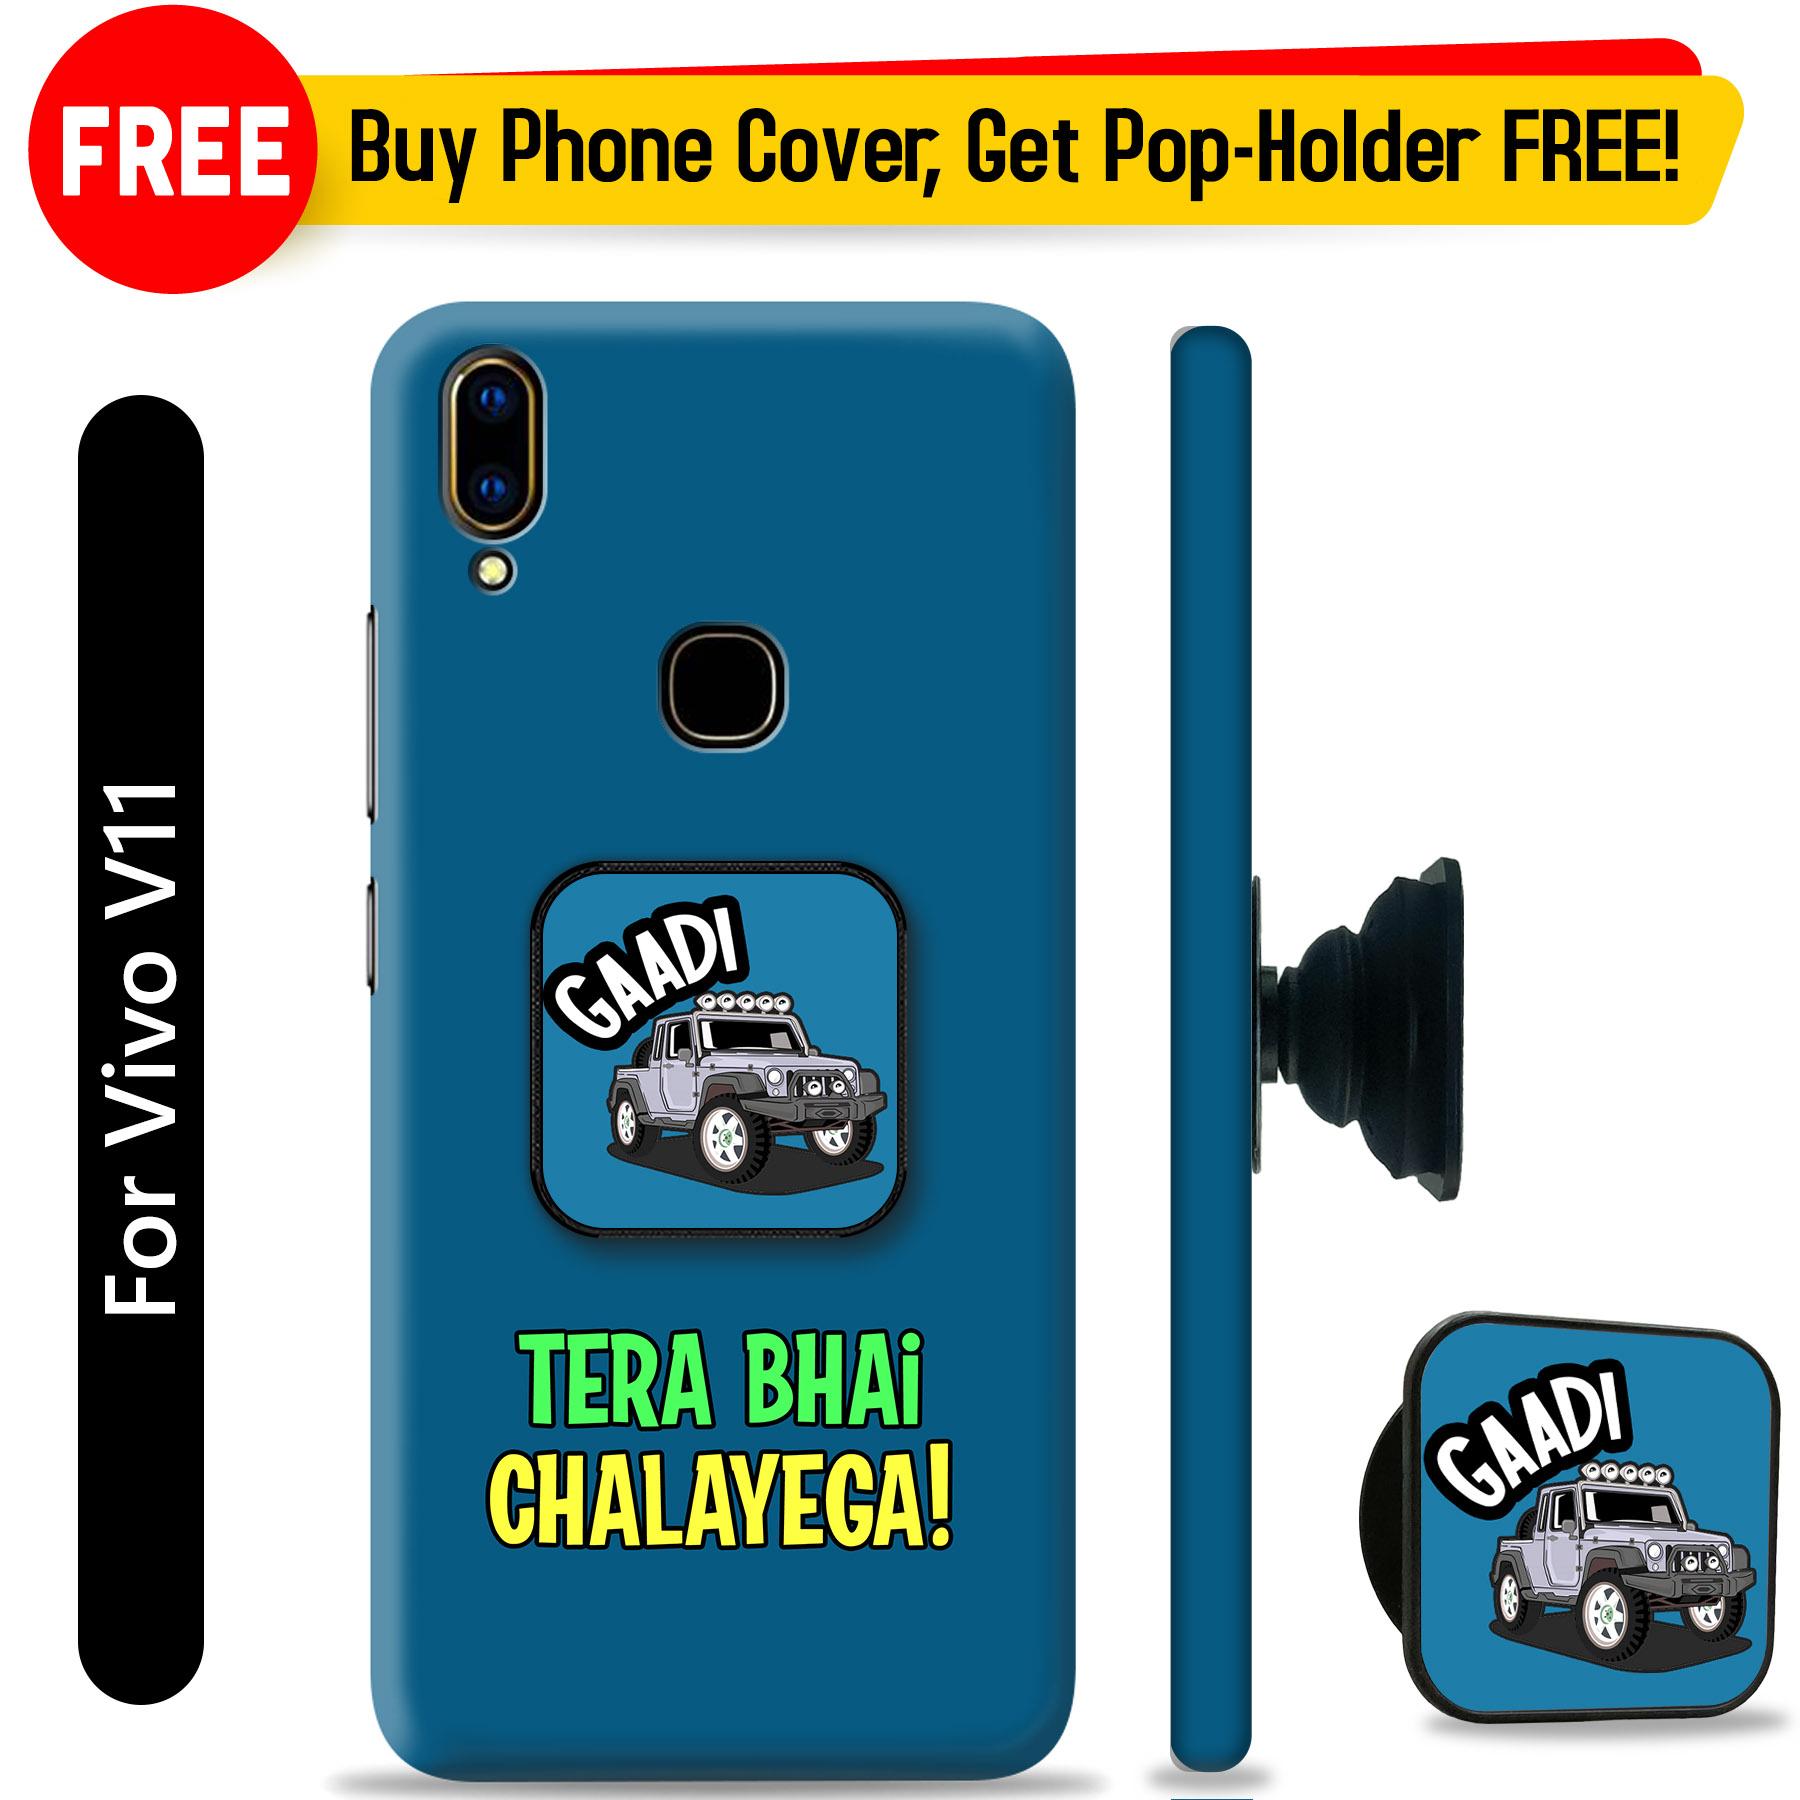 FREE
Buy Phone Cover, Get Pop-Holder FREE!
For Vivo V11
GAADI
TERA BHAi
CHALAYEGA!
GAADI